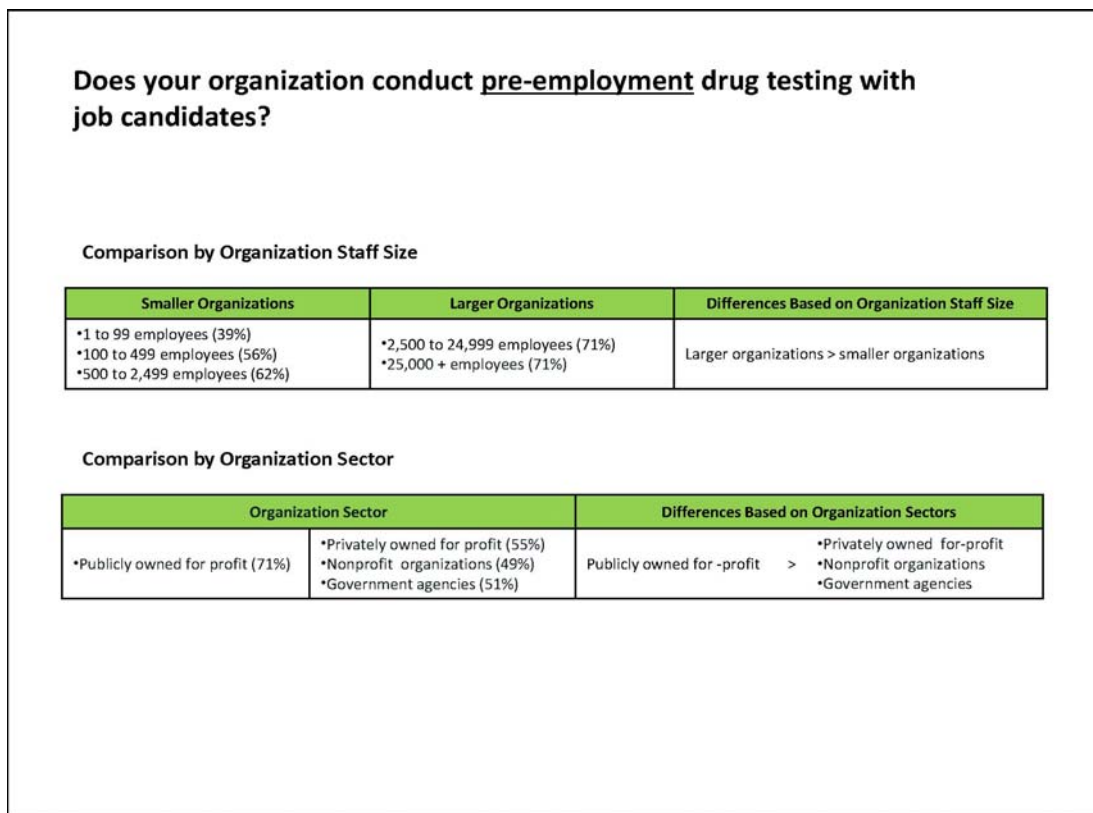 Does your organization conduct pre-employment drug testing with
job candidates?
Comparison by Organization Staff Size
Smaller Organizations
Larger Organizations
Differences Based on Organization Staff Size
•1 to 99 employees (39%)
•100 to 499 employees (56%)
•500 to 2,499 employees (62%)
•2,500 to 24,999 employees (71%)
•25,000 + employees (71%)
Larger organizations > smaller organizations
Comparison by Organization Sector
Organization Sector
Differences Based on Organization Sectors
•Publicly owned for profit (71%)
•Privately owned for profit (55%)
•Nonprofit organizations (49%)
•Government agencies (51%)
Publicly owned for -profit >
•Privately owned for-profit
•Nonprofit organizations
•Government agencies